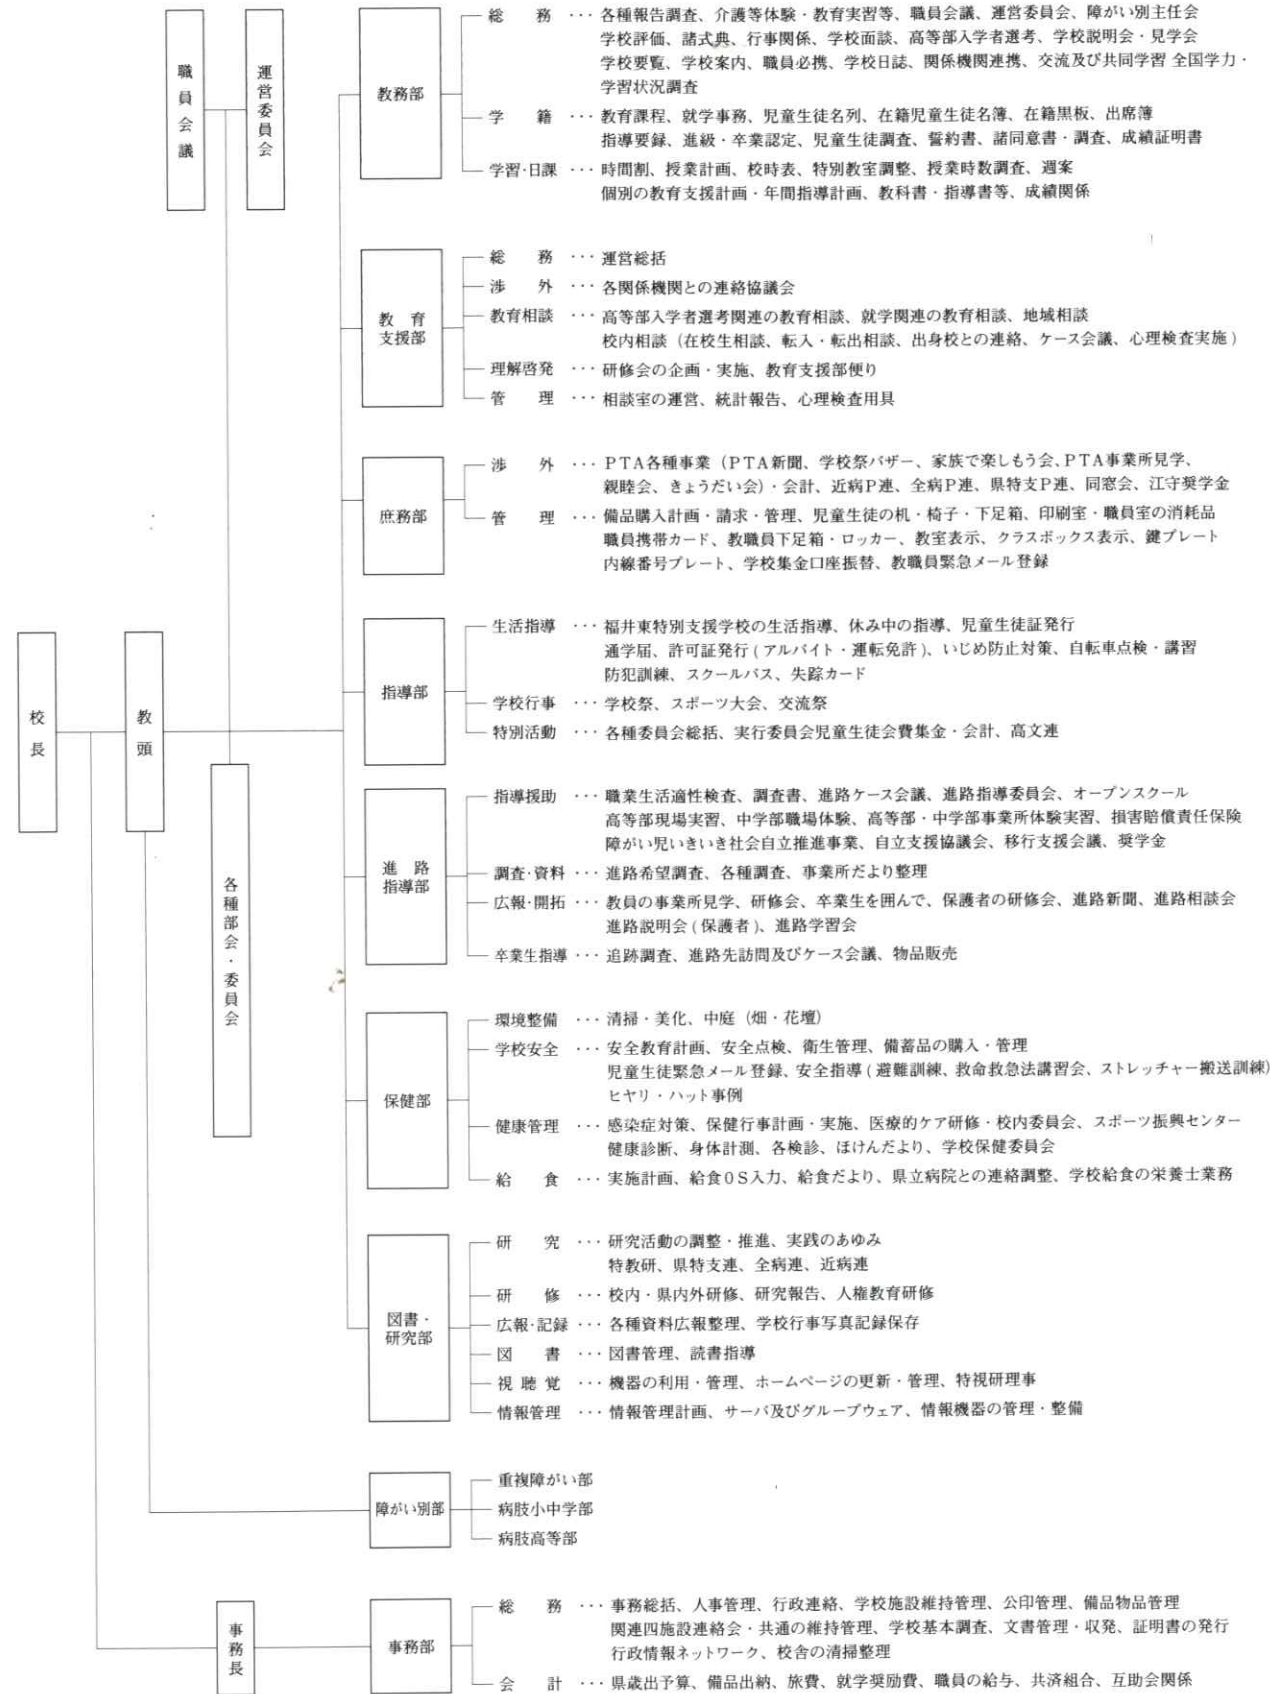 職員会議
運営委員会
校長
教頭
各種部会・委員会
教務部
総務 ・・・ 各種報告調査、介護等体験・教育実習等、職員会議、運営委員会、障がい別主任会
学校評価、諸式典、行事関係、学校面談、高等部入学者選考、学校説明会・見学会
学校要覧、学校案内、職員必携、学校日誌、関係機関連携、交流及び共同学習 全国学力・
学習状況調査
学籍 ・・・ 教育課程、就学事務、児童生徒名列、在籍児童生徒名簿、在籍黒板、出席簿
指導要録、進級・卒業認定、児童生徒調査、誓約書、諸同意書・調査、成績証明書
学習・日課 ・・・ 時間割、授業計画、校時表、特別教室調整、授業時数調査、週案
個別の教育支援計画・年間指導計画、教科書・指導書等、成績関係
教育
支援部
総務 ・・・ 運営総括
渉外 ・・・ 各関係機関との連絡協議会
教育相談 ・・・ 高等部入学者選考関連の教育相談、就学関連の教育相談、地域相談
校内相談（在校生相談、転入・転出相談、出身校との連絡、ケース会議、心理検査実施)
理解啓発 ・・・ 研修会の企画・実施、教育支援部便り
管理 ・・・ 相談室の運営、統計報告、心理検査用具
庶務部
渉外 ・・・ PTA各種事業（PTA新聞、学校祭バザー、家族で楽しもう会、PTA事業所見学、
親睦会、きょうだい会）・会計、近病P連、全病P連、県特支P連、同窓会、江守奨学金
管理 ・・・ 備品購入計画・請求・管理、児童生徒の机・椅子・下足箱、印刷室・職員室の消耗品
職員携帯カード、教職員下足箱・ロッカー、教室表示、クラスボックス表示、鍵プレート
内線番号プレート、学校集金口座振替、教職員緊急メール登録
指導部
生活指導 ・・・ 福井東特別支援学校の生活指導、休み中の指導、児童生徒証発行
通学届、許可証発行(アルバイト・運転免許)、いじめ防止対策、自転車点検・講習
防犯訓練、スクールバス、失踪カード
学校行事 ・・・ 学校祭、スポーツ大会、交流祭
特別活動 ・・・ 各種委員会総括、実行委員会児童生徒会費集金・会計、高文連
進路
指導部
指導援助 ・・・ 職業生活適性検査、調査書、進路ケース会議、進路指導委員会、オープンスクール
高等部現場実習、中学部職場体験、高等部・中学部事業所体験実習、損害賠償責任保険
障がい児いきいき社会自立推進事業、自立支援協議会、移行支援会議、奨学金
調査・資料 ・・・ 進路希望調査、各種調査、事業所だより整理
広報・開拓 ・・・ 教員の事業所見学、研修会、卒業生を囲んで、保護者の研修会、進路新聞、進路相談会
進路説明会(保護者)、進路学習会
卒業生指導 ・・・ 追跡調査、進路先訪問及びケース会議、物品販売
保健部
環境整備 ・・・ 清掃・美化、中庭（畑・花壇）
学校安全 ・・・ 安全教育計画、安全点検、衛生管理、備蓄品の購入・管理
児童生徒緊急メール登録、安全指導(避難訓練、救命救急法講習会、ストレッチャー搬送訓練)
ヒヤリ・ハット事例
健康管理 ・・・ 感染症対策、保健行事計画・実施、医療的ケア研修・校内委員会、スポーツ振興センター
健康診断、身体計測、各検診、ほけんだより、学校保健委員会
給食 ・・・ 実施計画、給食OS入力、給食だより、県立病院との連絡調整、学校給食の栄養士業務
図書・
研究部
研究 ・・・ 研究活動の調整・推進、実践のあゆみ
特教研、県特支連、全病連、近病連
研修 ・・・ 校内・県内外研修、研究報告、人権教育研修
広報・記録 ・・・ 各種資料広報整理、学校行事写真記録保存
図書 ・・・ 図書管理、読書指導
視聴覚 ・・・ 機器の利用・管理、ホームページの更新・管理、特視研理事
情報管理 ・・・ 情報管理計画、サーバ及びグループウェア、情報機器の管理・整備
障がい別部
重複障がい部
病肢小中学部
病肢高等部
事務長
事務部
総務 ・・・ 事務総括、人事管理、行政連絡、学校施設維持管理、公印管理、備品物品管理
関連四施設連絡会・共通の維持管理、学校基本調査、文書管理・収発、証明書の発行
行政情報ネットワーク、校舎の清掃整理
会計 ・・・ 県歳出予算、備品出納、旅費、就学奨励費、職員の給与、共済組合、互助会関係